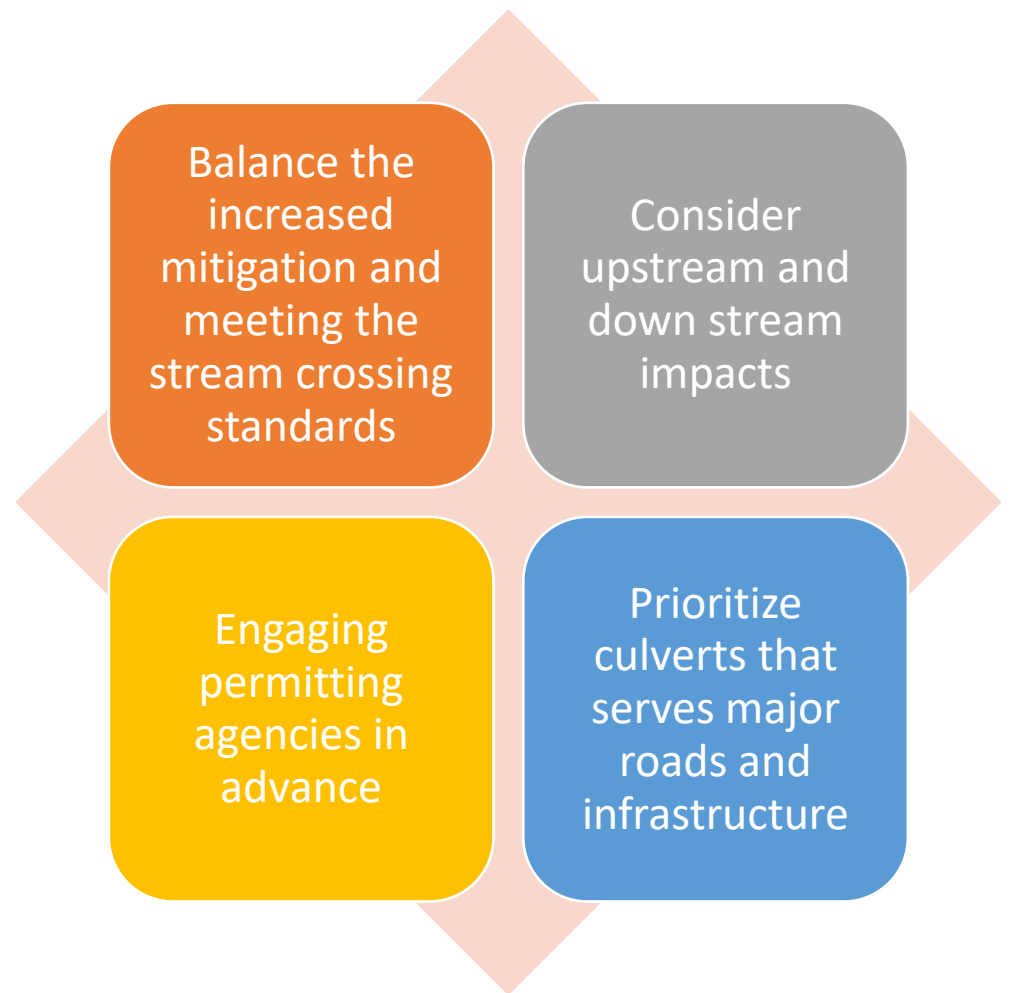 Balance the
increased
mitigation and
meeting the
stream crossing
standards
Consider
upstream and
down stream
impacts
Engaging
permitting
agencies in
advance
Prioritize
culverts that
serves major
roads and
infrastructure